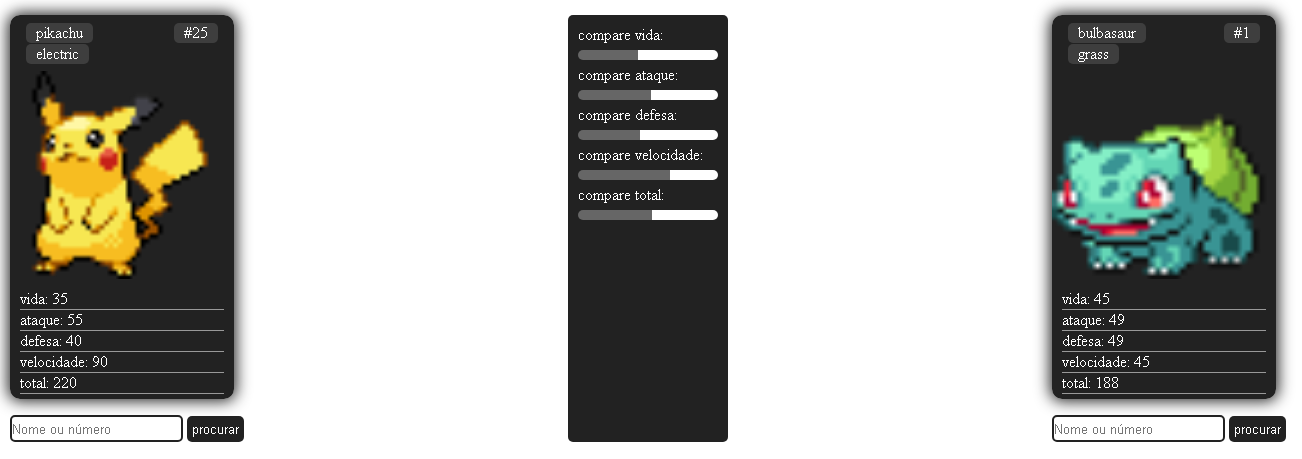 pikachu #25
electric
vida: 35
ataque: 55
defesa: 40
velocidade: 90
total: 220
Nome ou número procurar
compare vida:
compare ataque:
compare defesa:
compare velocidade:
compare total:
bulbasaur #1
grass
vida: 45
ataque: 49
defesa: 49
velocidade: 45
total: 188
Nome ou número procurar